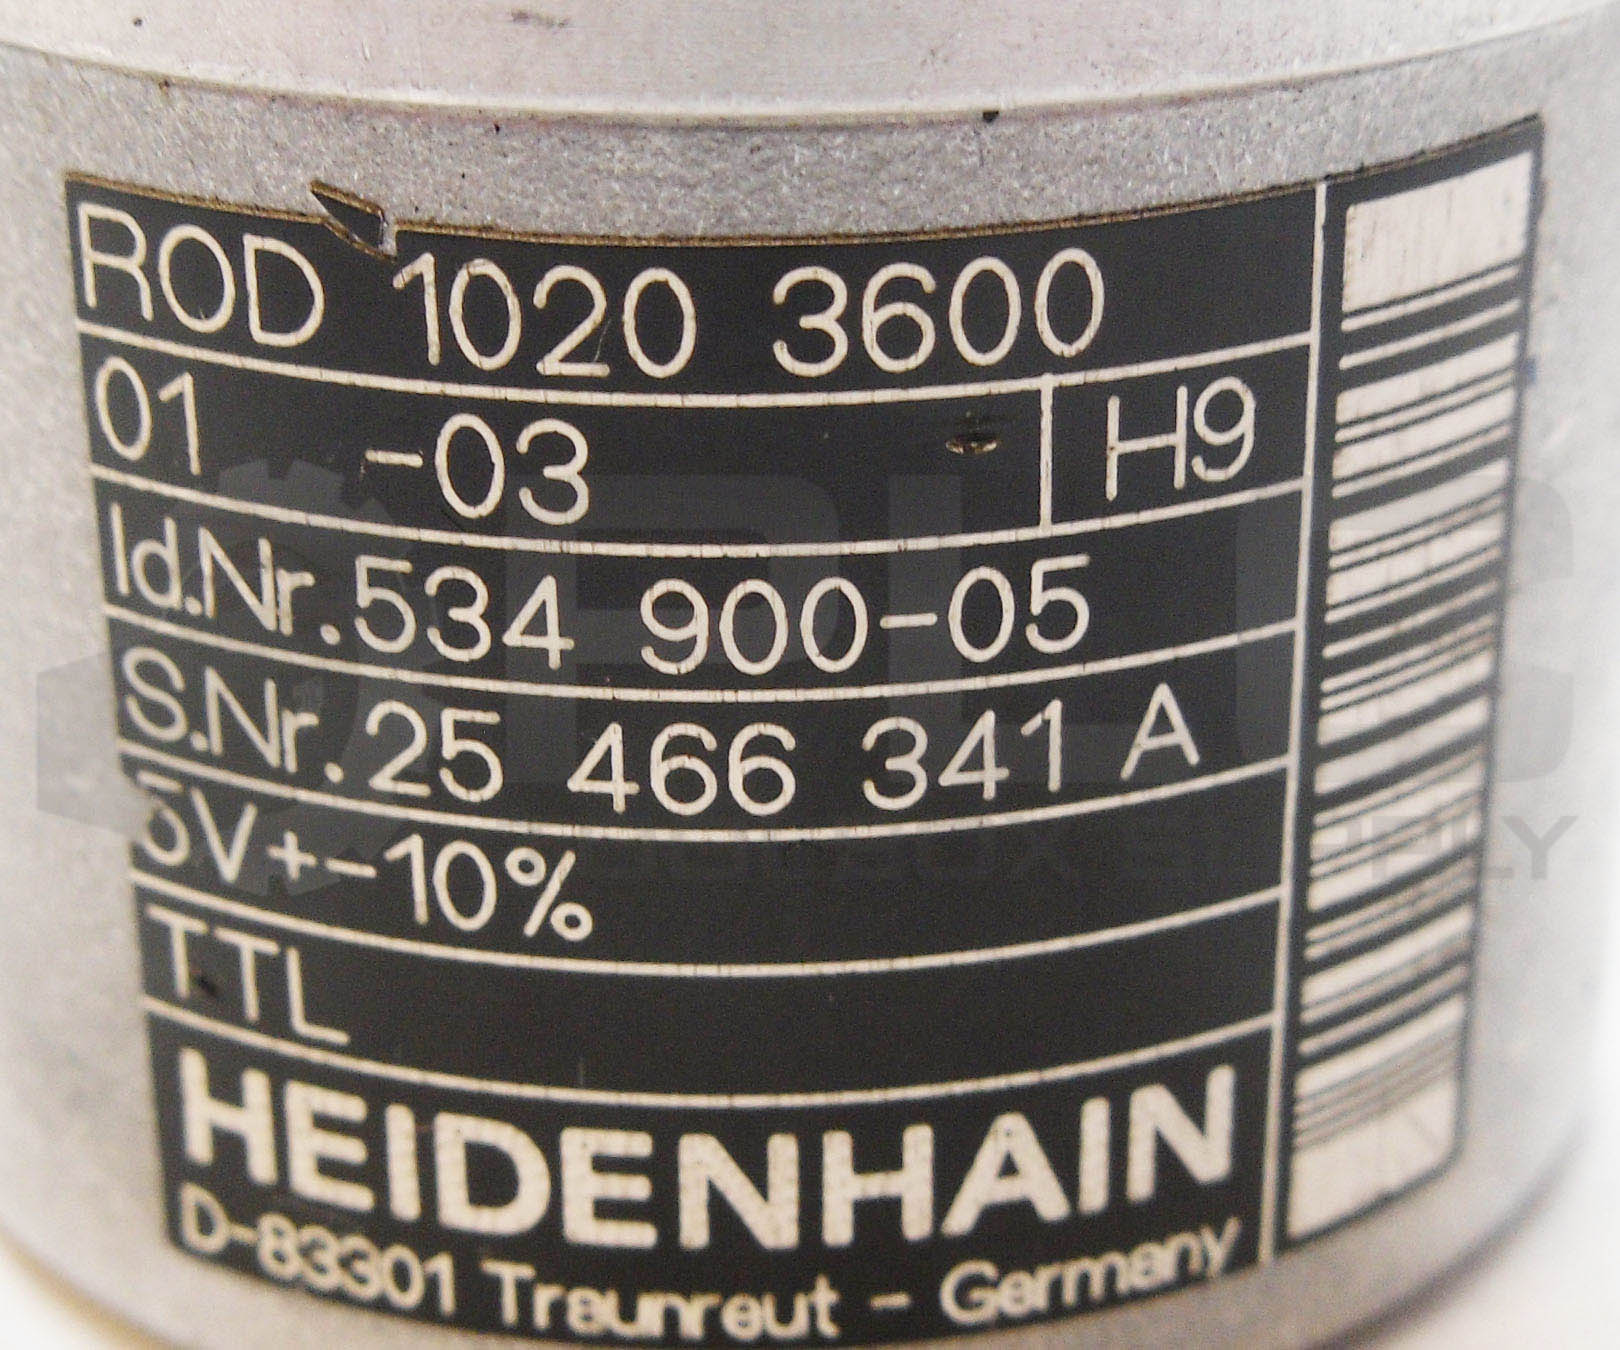 ROD 1020 3600
01 -03 H9
Id.Nr.534 900-05
S.Nr.25 466 341 A
5V+-10%
TTL
HEIDENHAIN
D-83301 Traunreut - Germany
PLC